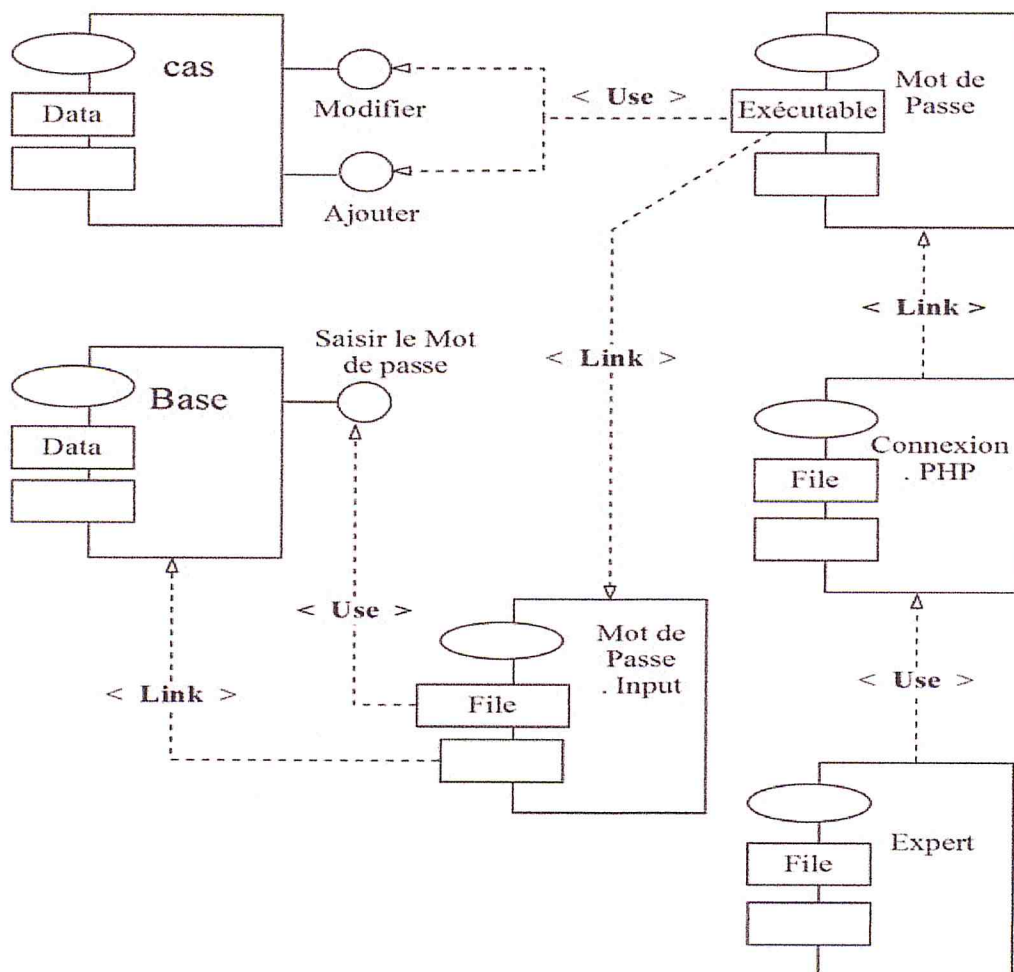 cas
Data
Modifier
Ajouter
< Use >
Exécutable
Mot de
Passe
< Link >
< Link >
Saisir le Mot
de passe
Base
Data
Connexion
. PHP
File
< Use >
< Link >
Mot de
Passe
. Input
File
< Use >
Expert
File